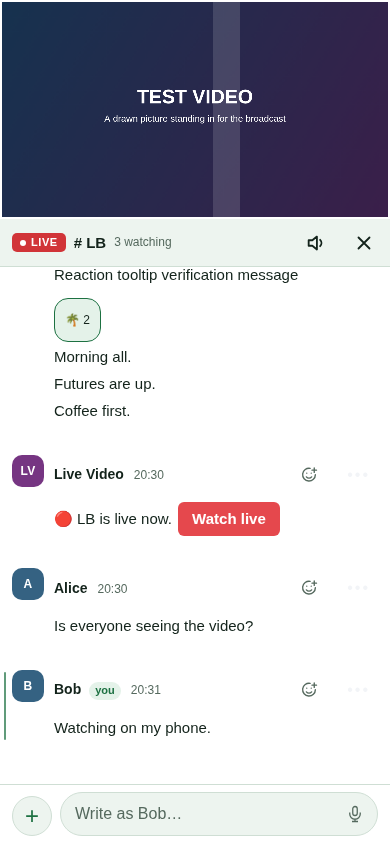 TEST VIDEO
A drawn picture standing in for the broadcast
LIVE # LB 3 watching
Reaction tooltip verification message
🌴 2
Morning all.
Futures are up.
Coffee first.
LV Live Video 20:30
🔴 LB is live now. Watch live
A Alice 20:30
Is everyone seeing the video?
B Bob you 20:31
Watching on my phone.
+ Write as Bob…